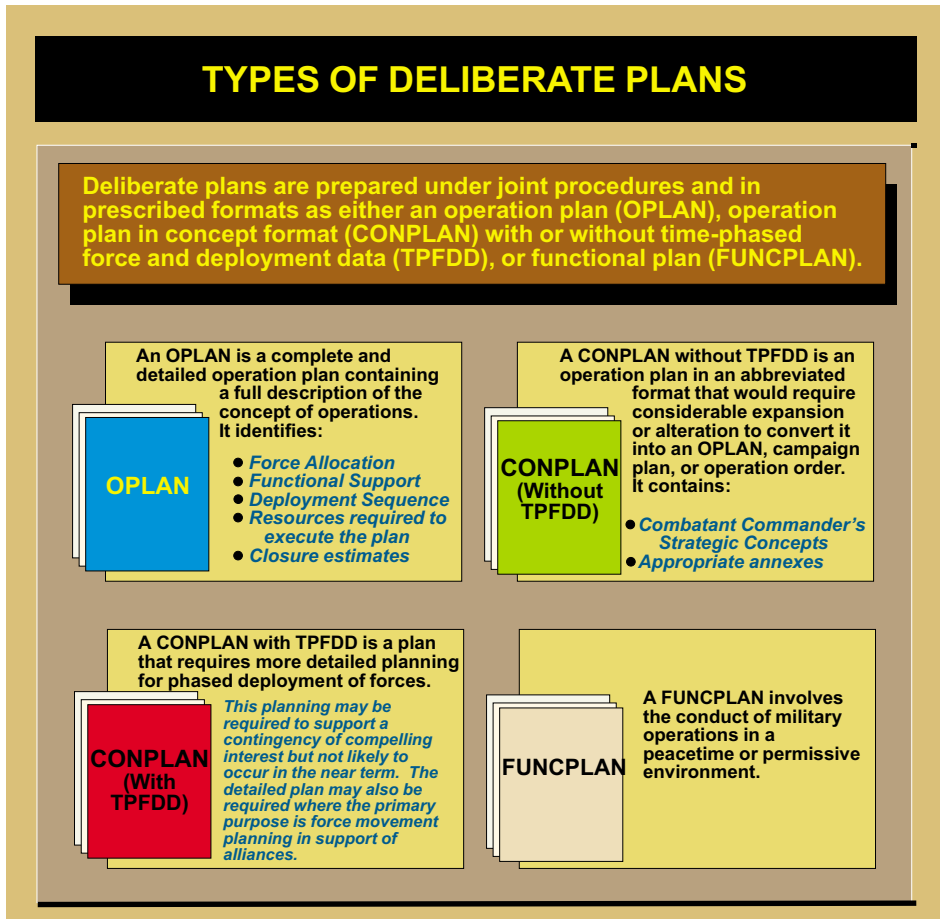 TYPES OF DELIBERATE PLANS
Deliberate plans are prepared under joint procedures and in
prescribed formats as either an operation plan (OPLAN), operation
plan in concept format (CONPLAN) with or without time-phased
force and deployment data (TPFDD), or functional plan (FUNCPLAN).
An OPLAN is a complete and
detailed operation plan containing
a full description of the
concept of operations.
It identifies:
● Force Allocation
● Functional Support
● Deployment Sequence
● Resources required to
execute the plan
● Closure estimates
OPLAN
A CONPLAN without TPFDD is an
operation plan in an abbreviated
format that would require
considerable expansion
or alteration to convert it
into an OPLAN, campaign
plan, or operation order.
It contains:
● Combatant Commander's
Strategic Concepts
● Appropriate annexes
CONPLAN
(Without
TPFDD)
A CONPLAN with TPFDD is a plan
that requires more detailed planning
for phased deployment of forces.
This planning may be
required to support a
contingency of compelling
interest but not likely to
occur in the near term. The
detailed plan may also be
required where the primary
purpose is force movement
planning in support of
alliances.
CONPLAN
(With
TPFDD)
A FUNCPLAN involves
the conduct of military
operations in a
peacetime or permissive
environment.
FUNCPLAN